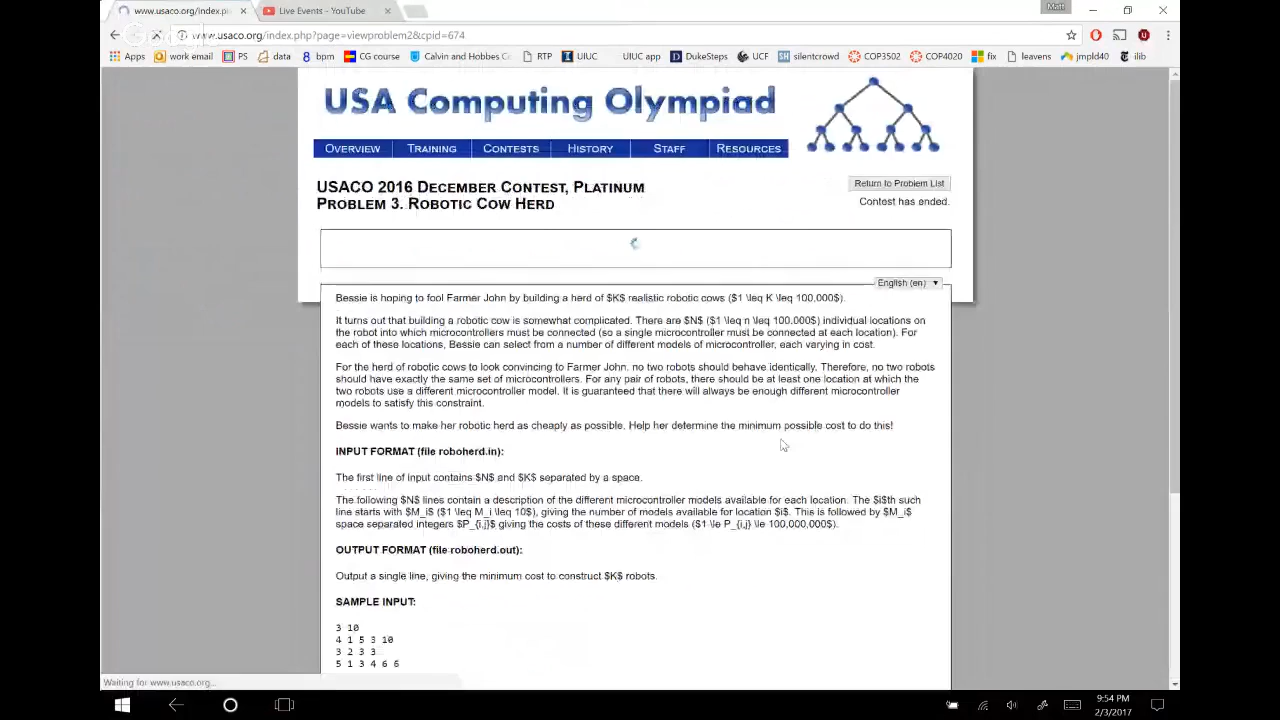 www.usaco.org/index.p
Live Events - YouTube
Matt
www.usaco.org/index.php?page=viewproblem2&cpid=674
Apps work email PS data bpm CG course Calvin and Hobbes RTP UIUC UIUC app DukeSteps UCF silentcrowd COP3502 COP4020 fix leavens jmpld40 ilib
USA Computing Olympiad
OVERVIEW TRAINING CONTESTS HISTORY STAFF RESOURCES
USACO 2016 DECEMBER CONTEST, PLATINUM
PROBLEM 3. ROBOTIC COW HERD
Return to Problem List
Contest has ended.
English (en)
Bessie is hoping to fool Farmer John by building a herd of $K$ realistic robotic cows ($1 \leq K \leq 100,000$).
It turns out that building a robotic cow is somewhat complicated. There are $N$ ($1 \leq n \leq 100,000$) individual locations on
the robot into which microcontrollers must be connected (so a single microcontroller must be connected at each location). For
each of these locations, Bessie can select from a number of different models of microcontroller, each varying in cost.
For the herd of robotic cows to look convincing to Farmer John, no two robots should behave identically. Therefore, no two robots
should have exactly the same set of microcontrollers. For any pair of robots, there should be at least one location at which the
two robots use a different microcontroller model. It is guaranteed that there will always be enough different microcontroller
models to satisfy this constraint.
Bessie wants to make her robotic herd as cheaply as possible. Help her determine the minimum possible cost to do this!
INPUT FORMAT (file roboherd.in):
The first line of input contains $N$ and $K$ separated by a space.
The following $N$ lines contain a description of the different microcontroller models available for each location. The $i$th such
line starts with $M_i$ ($1 \leq M_i \leq 10$), giving the number of models available for location $i$. This is followed by $M_i$
space separated integers $P_{i,j}$ giving the costs of these different models ($1 \le P_{i,j} \le 100,000,000$).
OUTPUT FORMAT (file roboherd.out):
Output a single line, giving the minimum cost to construct $K$ robots.
SAMPLE INPUT:
3 10
4 1 5 3 10
3 2 3 3
5 1 3 4 6 6
Waiting for www.usaco.org...
9:54 PM
2/3/2017